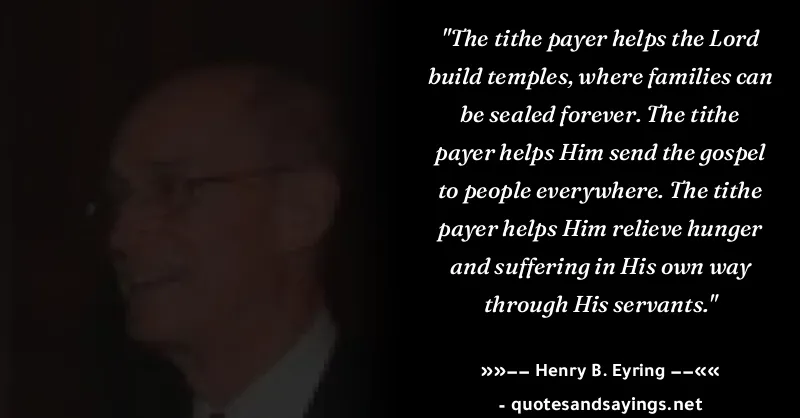 "The tithe payer helps the Lord
build temples, where families can
be sealed forever. The tithe
payer helps Him send the gospel
to people everywhere. The tithe
payer helps Him relieve hunger
and suffering in His own way
through His servants."
»»−− Henry B. Eyring −−««
- quotesandsayings.net